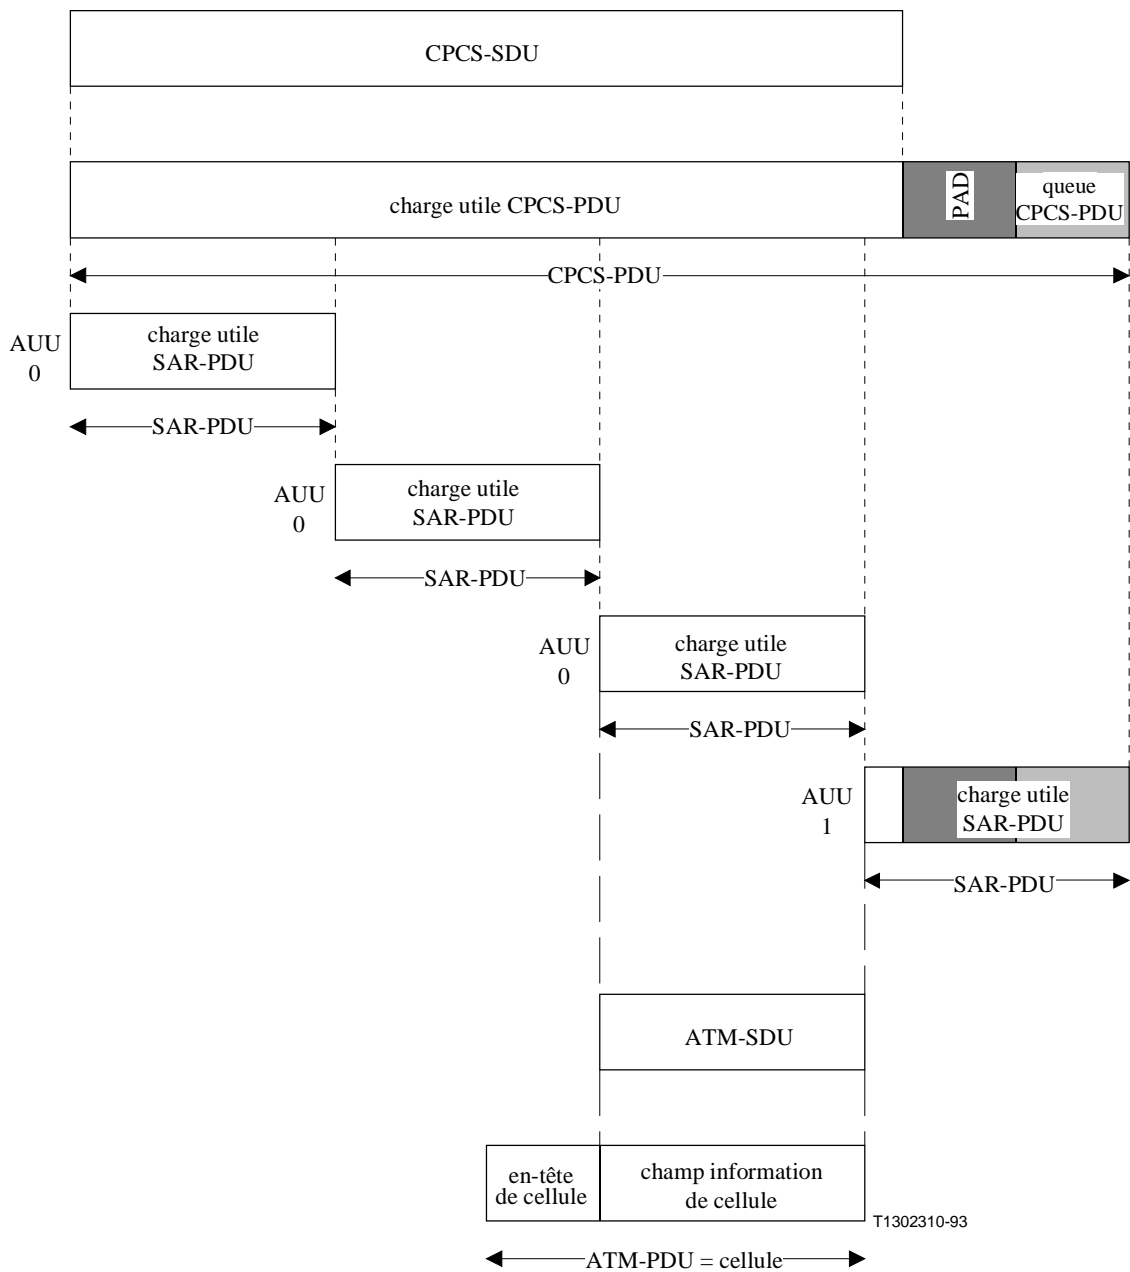 CPCS-SDU
charge utile CPCS-PDU
PAD
queue
CPCS-PDU
CPCS-PDU
AUU
0
charge utile
SAR-PDU
SAR-PDU
AUU
0
charge utile
SAR-PDU
SAR-PDU
AUU
0
charge utile
SAR-PDU
SAR-PDU
AUU
1
charge utile
SAR-PDU
SAR-PDU
ATM-SDU
en-tête
de cellule
champ information
de cellule
T1302310-93
ATM-PDU = cellule